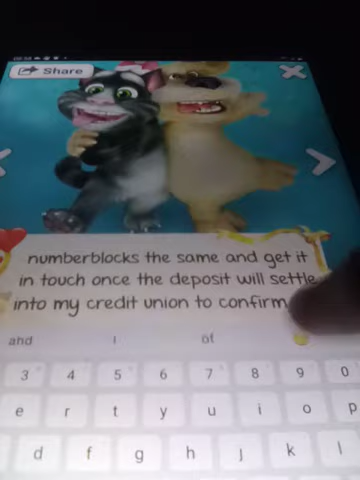 Share
numberblocks the same and get it
in touch once the deposit will settle
into my credit union to confirm
and I of
3 4 5 6 7 8 9 0
e r t y u i o p
d f g h j k l